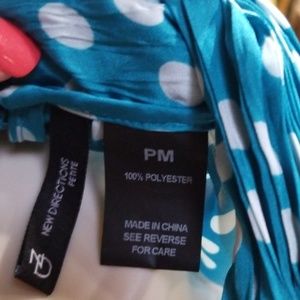 PM
100% POLYESTER
MADE IN CHINA
SEE REVERSE
FOR CARE
ND
NEW DIRECTIONS
PETITE